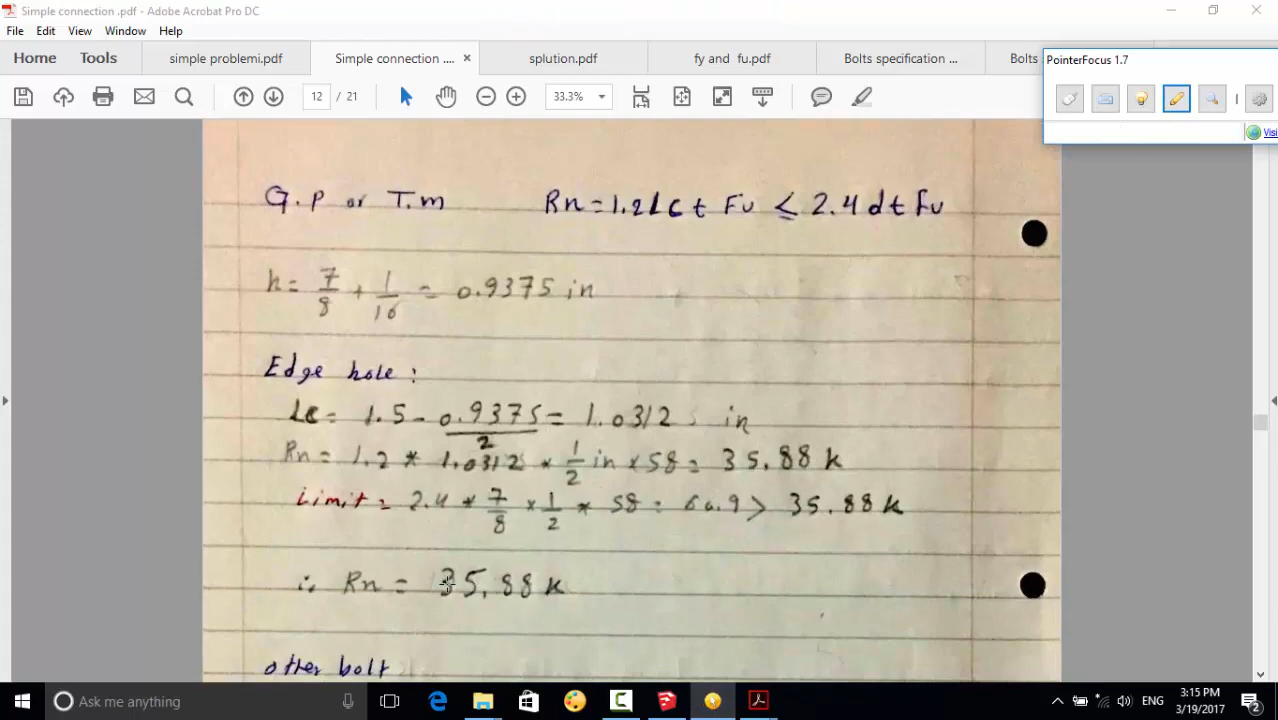 Simple connection .pdf - Adobe Acrobat Pro DC
File Edit View Window Help
Home Tools simple problemi.pdf Simple connection .... × splution.pdf fy and fu.pdf Bolts specification ... Bolts
PointerFocus 1.7
12 / 21 33.3%
Visi
G.P or T.m Rn=1.2Lc t Fu ≤ 2.4 dt fu
h= 7/8 + 1/16 = 0.9375 in
Edge hole :
Lc= 1.5 - 0.9375/2 = 1.0312 in
Rn= 1.2 * 1.0312 * 1/2 in * 58= 35.88 k
Limit= 2.4 * 7/8 * 1/2 * 58 = 60.9 > 35.88 k
∴ Rn = 35.88 k
other bolt
Ask me anything
ENG 3:15 PM
3/19/2017 2